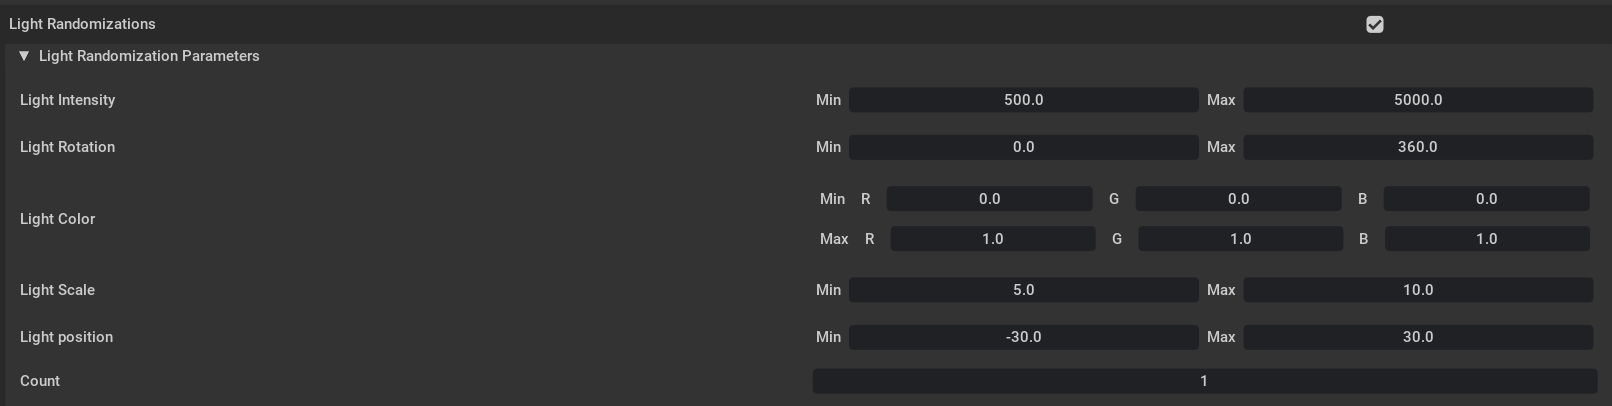 Light Randomizations
Light Randomization Parameters
Light Intensity Min 500.0 Max 5000.0
Light Rotation Min 0.0 Max 360.0
Light Color
Min R 0.0 G 0.0 B 0.0
Max R 1.0 G 1.0 B 1.0
Light Scale Min 5.0 Max 10.0
Light position Min -30.0 Max 30.0
Count 1